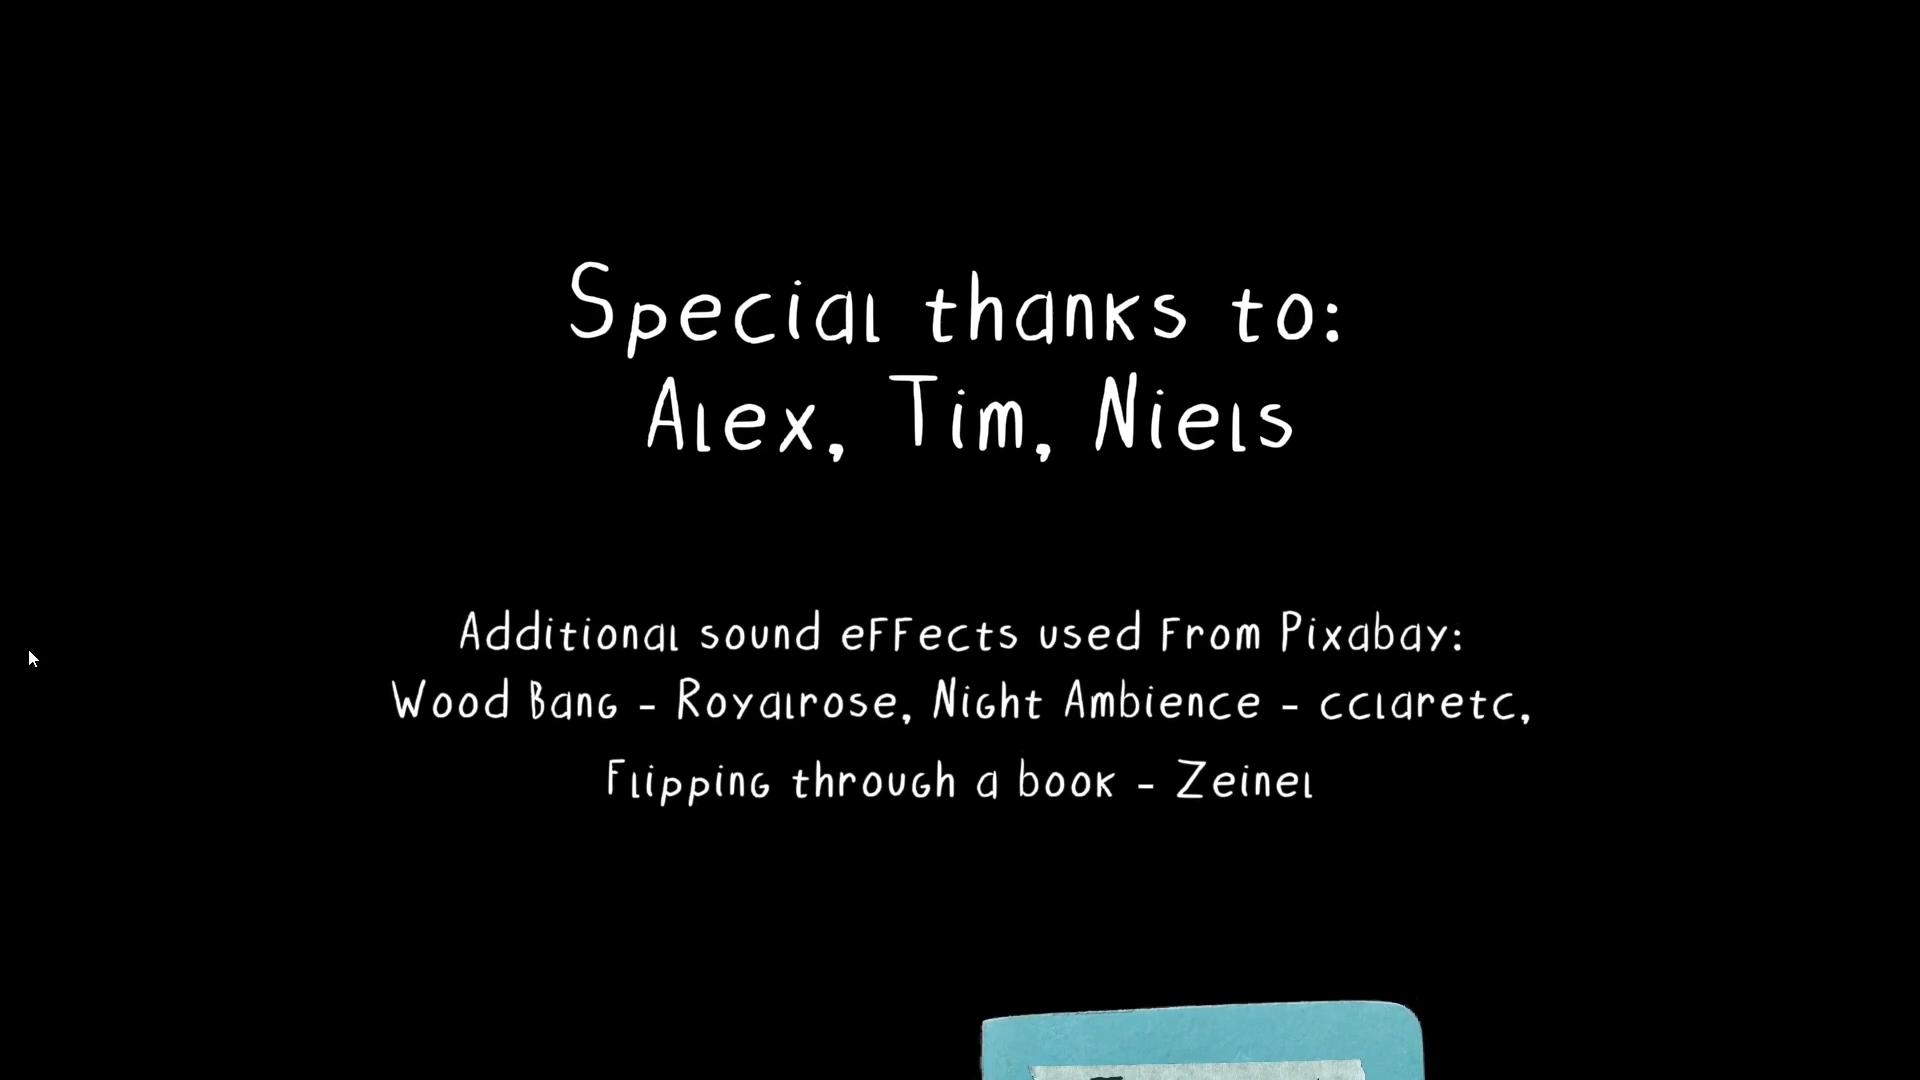 Special thanks to:
Alex, Tim, Niels
Additional sound effects used from Pixabay:
Wood Bang - Royalrose, Night Ambience - cclaretc,
Flipping through a book - Zeinel